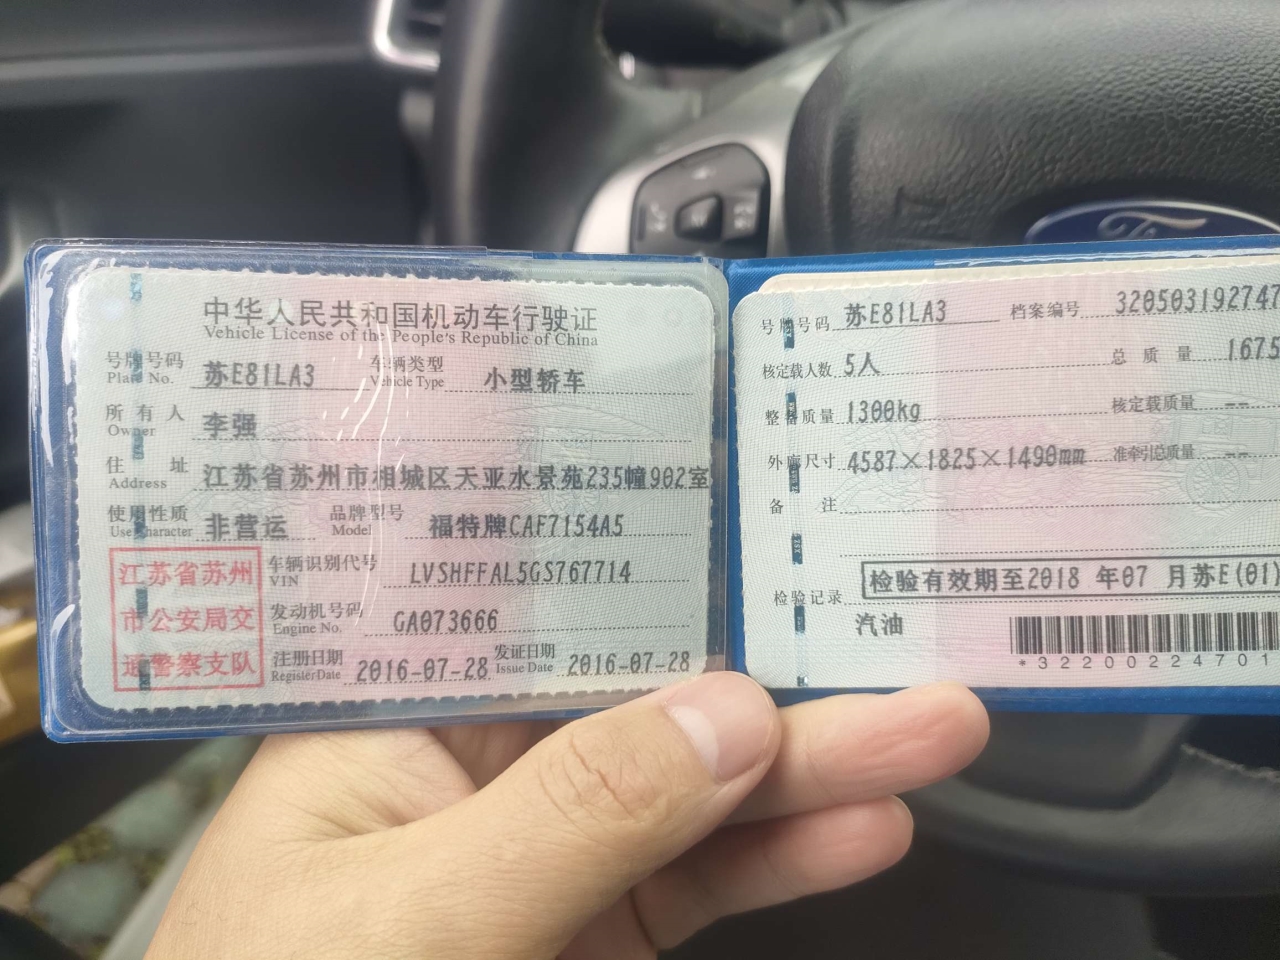 中华人民共和国机动车行驶证
Vehicle License of the People's Republic of China
号牌号码 苏E81LA3 车辆类型 小型轿车
Plate No. Vehicle Type
所有人 李强
Owner
住址 江苏省苏州市相城区天亚水景苑235幢902室
Address
使用性质 非营运 品牌型号 福特牌CAF7154A5
Use Character Model
江苏省苏州
市公安局交
通警察支队
车辆识别代号 LVSHFFAL5GS767714
VIN
发动机号码 GA073666
Engine No.
注册日期 2016-07-28 发证日期 2016-07-28
Register Date Issue Date
号牌号码 苏E81LA3 档案编号 320503192747
核定载人数 5人 总质量 1675
整备质量 1300kg 核定载质量 --
外廓尺寸 4587×1825×1490mm 准牵引总质量 --
备注
检验记录 检验有效期至2018 年07 月苏E(01)
汽油
*32200224701
Ford